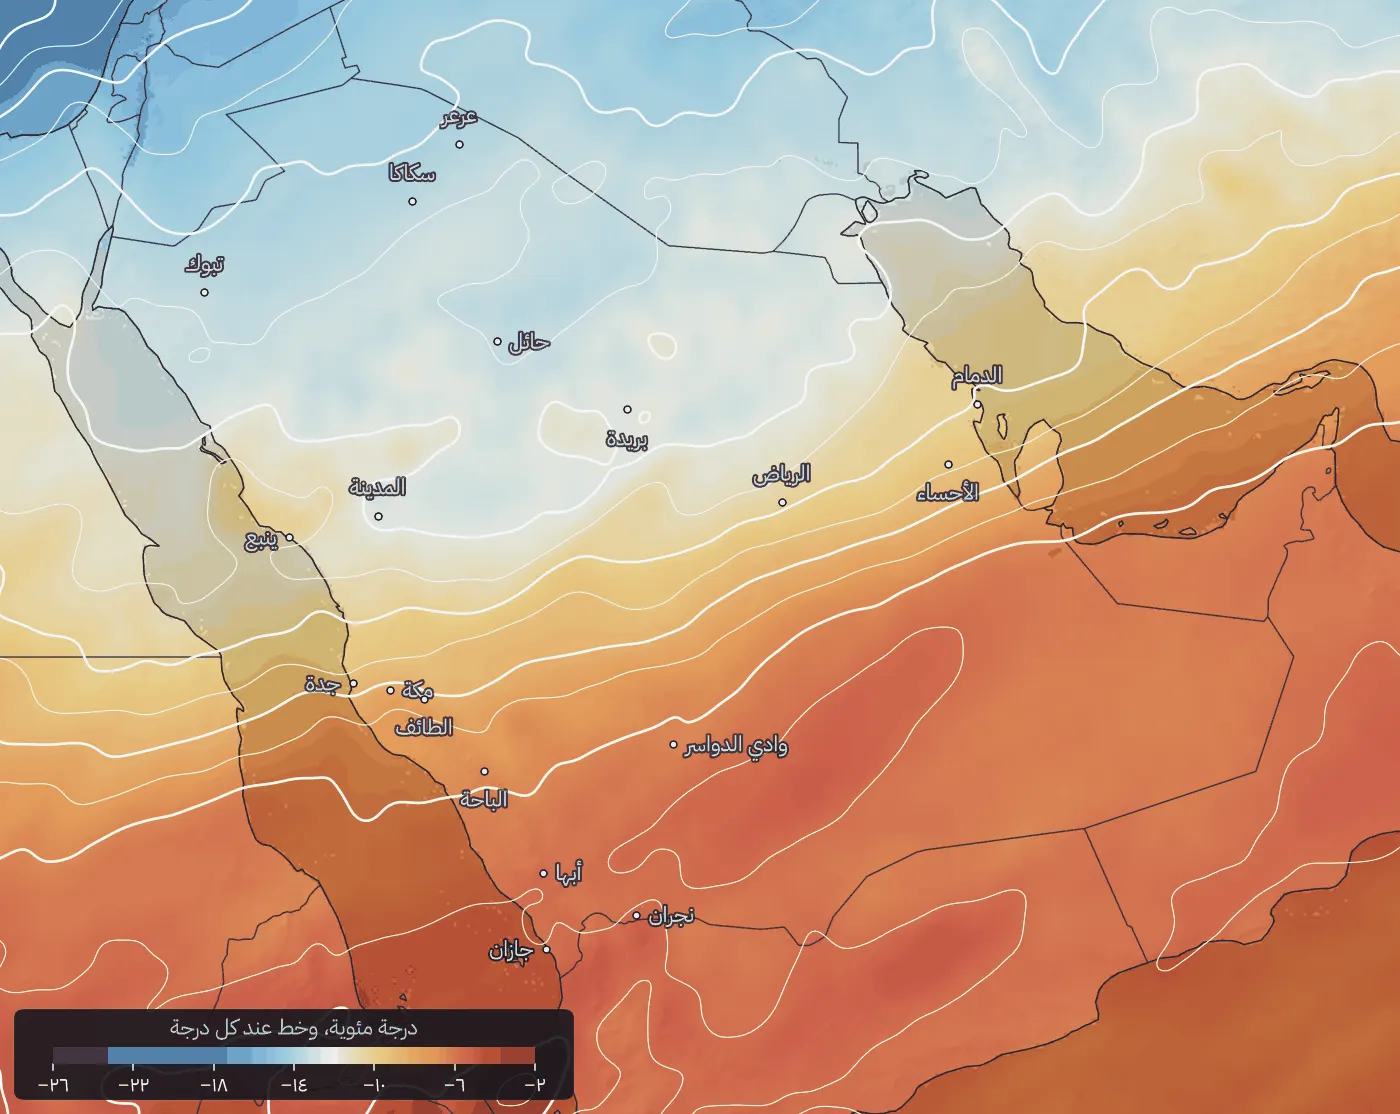 عرعر
سكاكا
تبوك
حائل
الدمام
بريدة
الرياض
المدينة
الأحساء
ينبع
جدة
مكة
الطائف
وادي الدواسر
الباحة
أبها
نجران
جازان
درجة مئوية، وخط عند كل درجة
−٢٦ −٢٢ −١٨ −١٤ −١٠ −٦ −٢